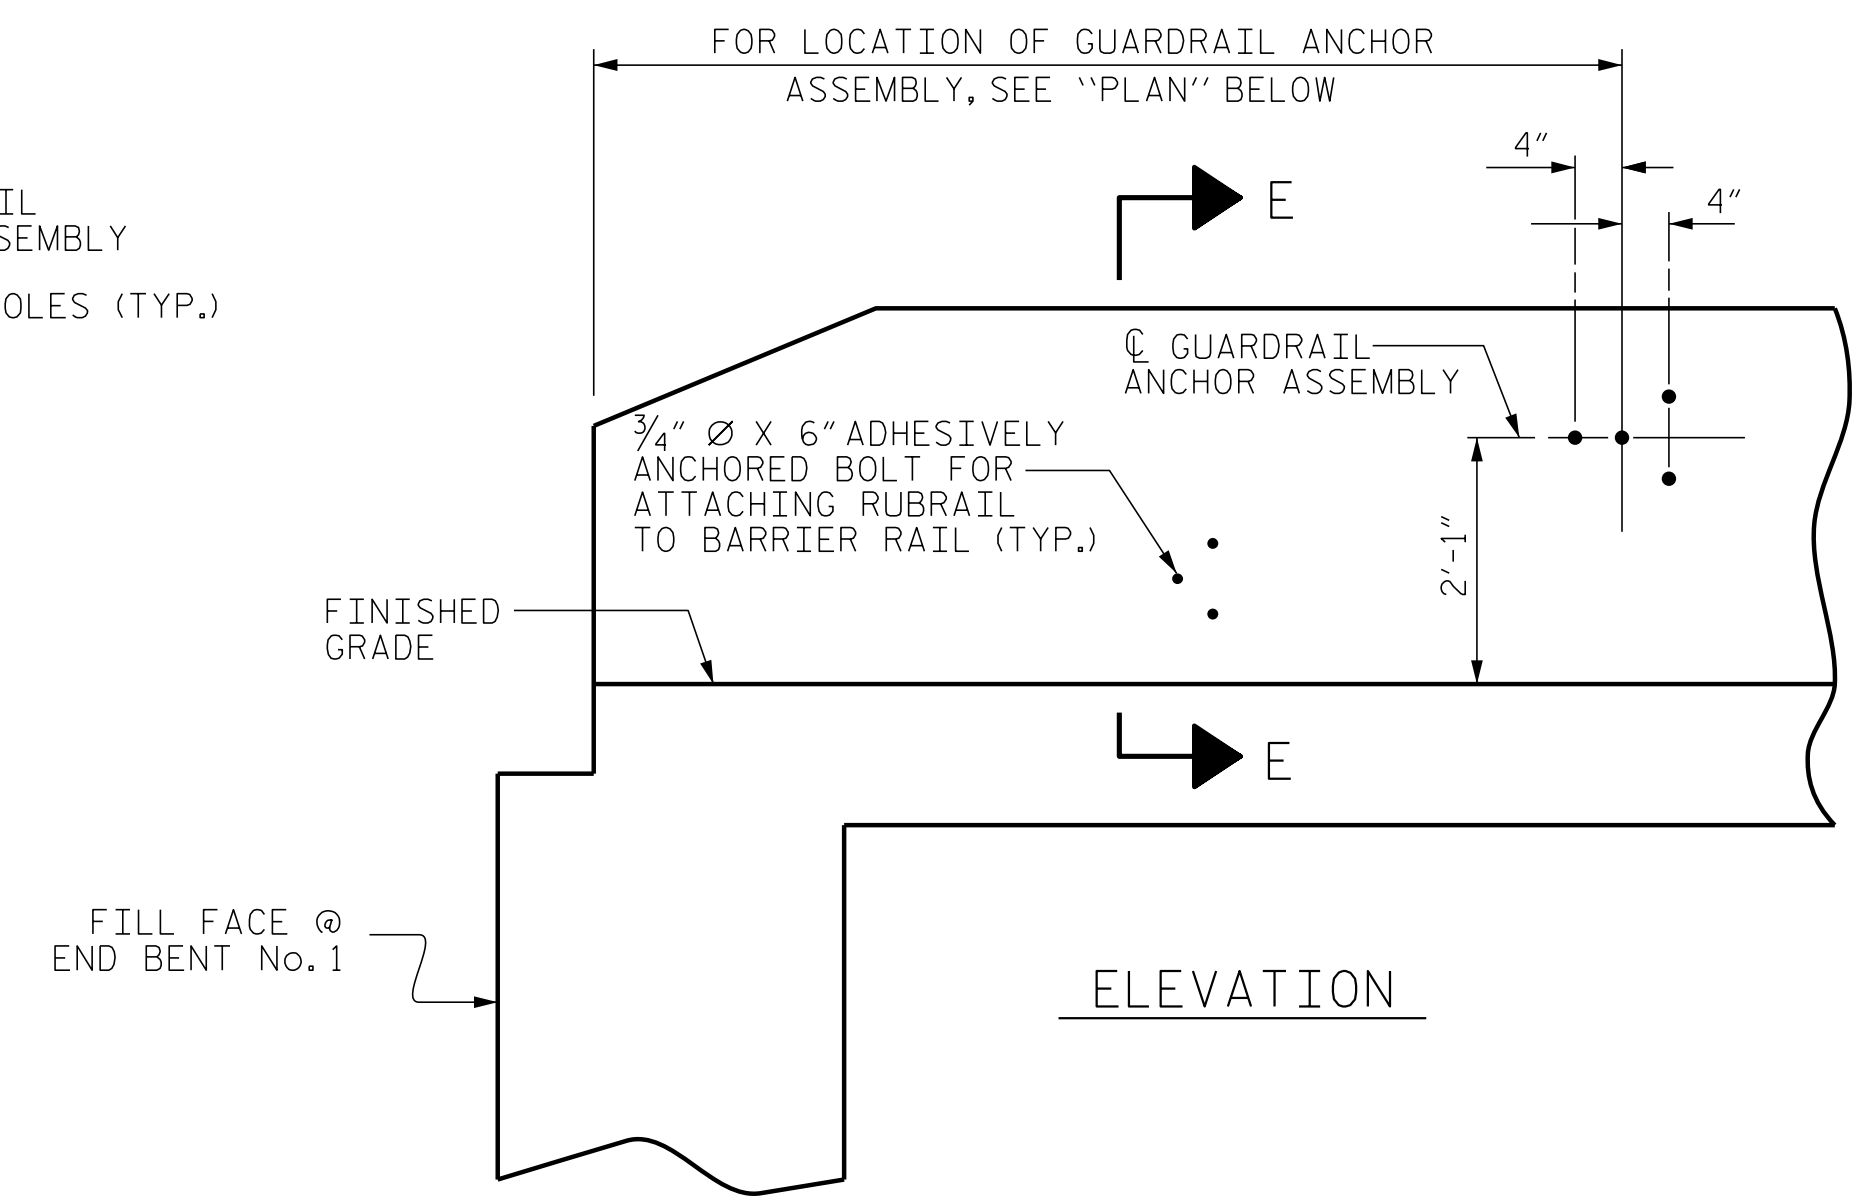 FOR LOCATION OF GUARDRAIL ANCHOR
ASSEMBLY, SEE "PLAN" BELOW
4"
4"
E
IL
SEMBLY
OLES (TYP.)
℄ GUARDRAIL
ANCHOR ASSEMBLY
3/4" Ø X 6" ADHESIVELY
ANCHORED BOLT FOR
ATTACHING RUBRAIL
TO BARRIER RAIL (TYP.)
2'-1"
FINISHED
GRADE
E
FILL FACE @
END BENT No. 1
ELEVATION